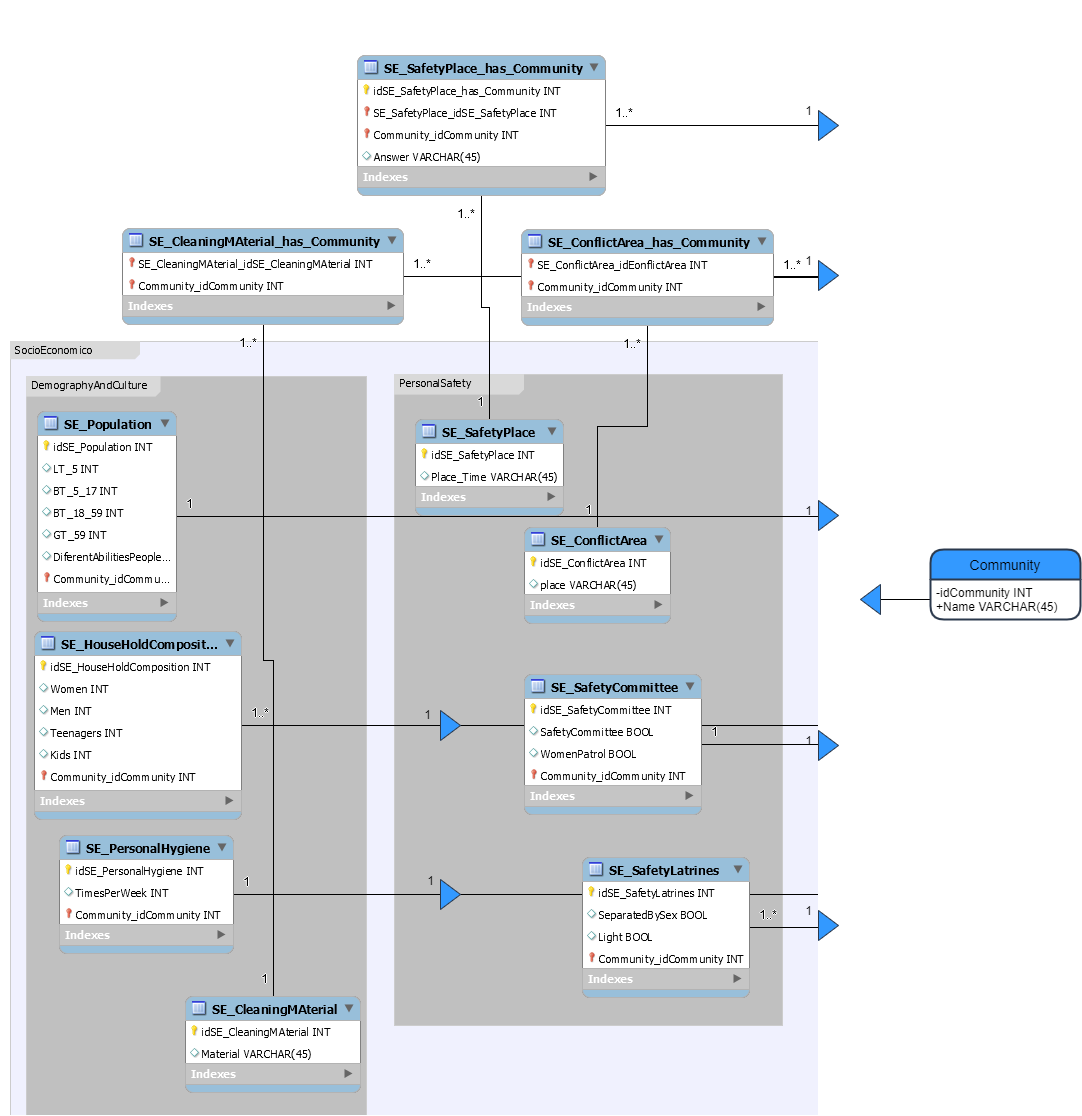 SE_SafetyPlace_has_Community
idSE_SafetyPlace_has_Community INT
SE_SafetyPlace_idSE_SafetyPlace INT
Community_idCommunity INT
Answer VARCHAR(45)
Indexes
1..*
1
1..*
SE_CleaningMAterial_has_Community
SE_CleaningMAterial_idSE_CleaningMAterial INT
Community_idCommunity INT
Indexes
1..*
1..*
SE_ConflictArea_has_Community
SE_ConflictArea_idEonflictArea INT
Community_idCommunity INT
Indexes
1..*
1
1..*
SocioEconomico
DemographyAndCulture
SE_Population
idSE_Population INT
LT_5 INT
BT_5_17 INT
BT_18_59 INT
GT_59 INT
DiferentAbilitiesPeople...
Community_idCommu...
Indexes
1
1
SE_HouseHoldComposit...
idSE_HouseHoldComposition INT
Women INT
Men INT
Teenagers INT
Kids INT
Community_idCommunity INT
Indexes
1..*
1
SE_PersonalHygiene
idSE_PersonalHygiene INT
TimesPerWeek INT
Community_idCommunity INT
Indexes
1
1
1
SE_CleaningMAterial
idSE_CleaningMAterial INT
Material VARCHAR(45)
Indexes
PersonalSafety
1
SE_SafetyPlace
idSE_SafetyPlace INT
Place_Time VARCHAR(45)
Indexes
1
SE_ConflictArea
idSE_ConflictArea INT
place VARCHAR(45)
Indexes
SE_SafetyCommittee
idSE_SafetyCommittee INT
SafetyCommittee BOOL
WomenPatrol BOOL
Community_idCommunity INT
Indexes
1
1
SE_SafetyLatrines
idSE_SafetyLatrines INT
SeparatedBySex BOOL
Light BOOL
Community_idCommunity INT
Indexes
1..*
1
Community
-idCommunity INT
+Name VARCHAR(45)